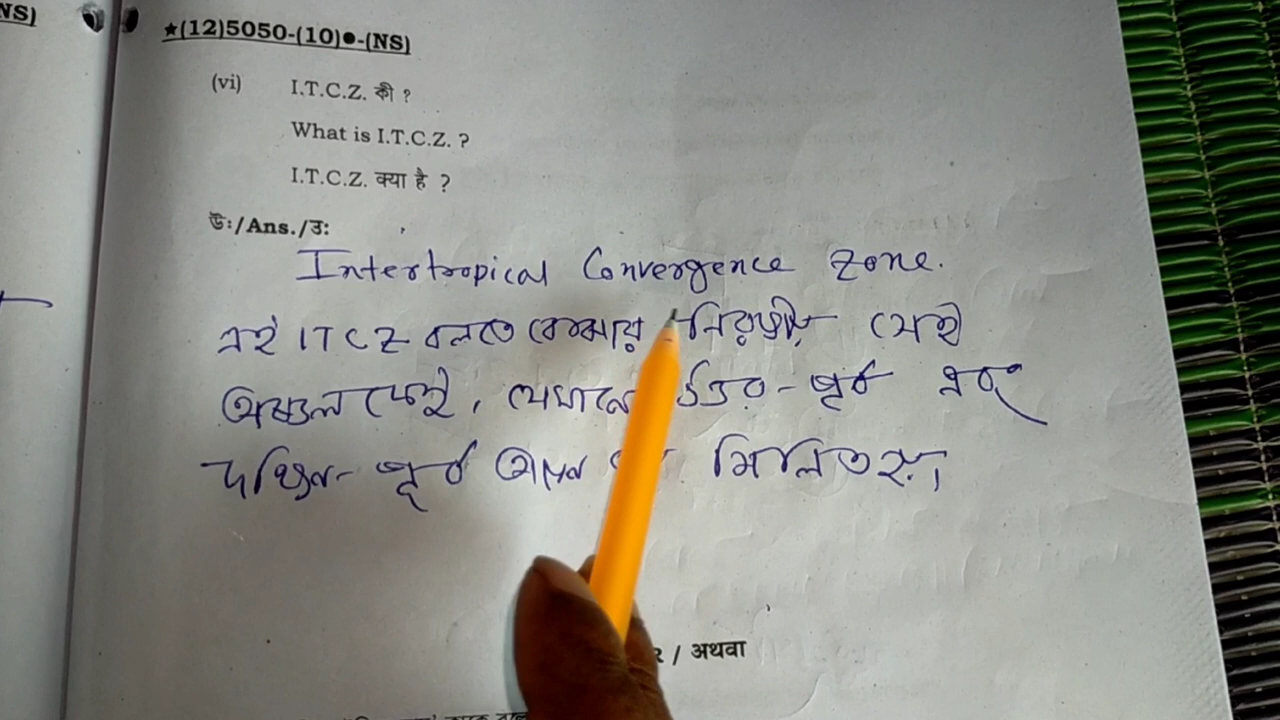 NS)
★(12)5050-(10)●-(NS)
(vi) I.T.C.Z. কী ?
What is I.T.C.Z. ?
I.T.C.Z. क्या है ?
উ:/Ans./उ:
Intertropical Convergence Zone.
এই ITCZ বলতে বোঝায় নিরক্ষীয় সেই
অঞ্চলকেই, যেখানে উত্তর-পূর্ব এবং
দক্ষিন-পূর্ব আয়ন মিলিত হয়।
/ अथवा